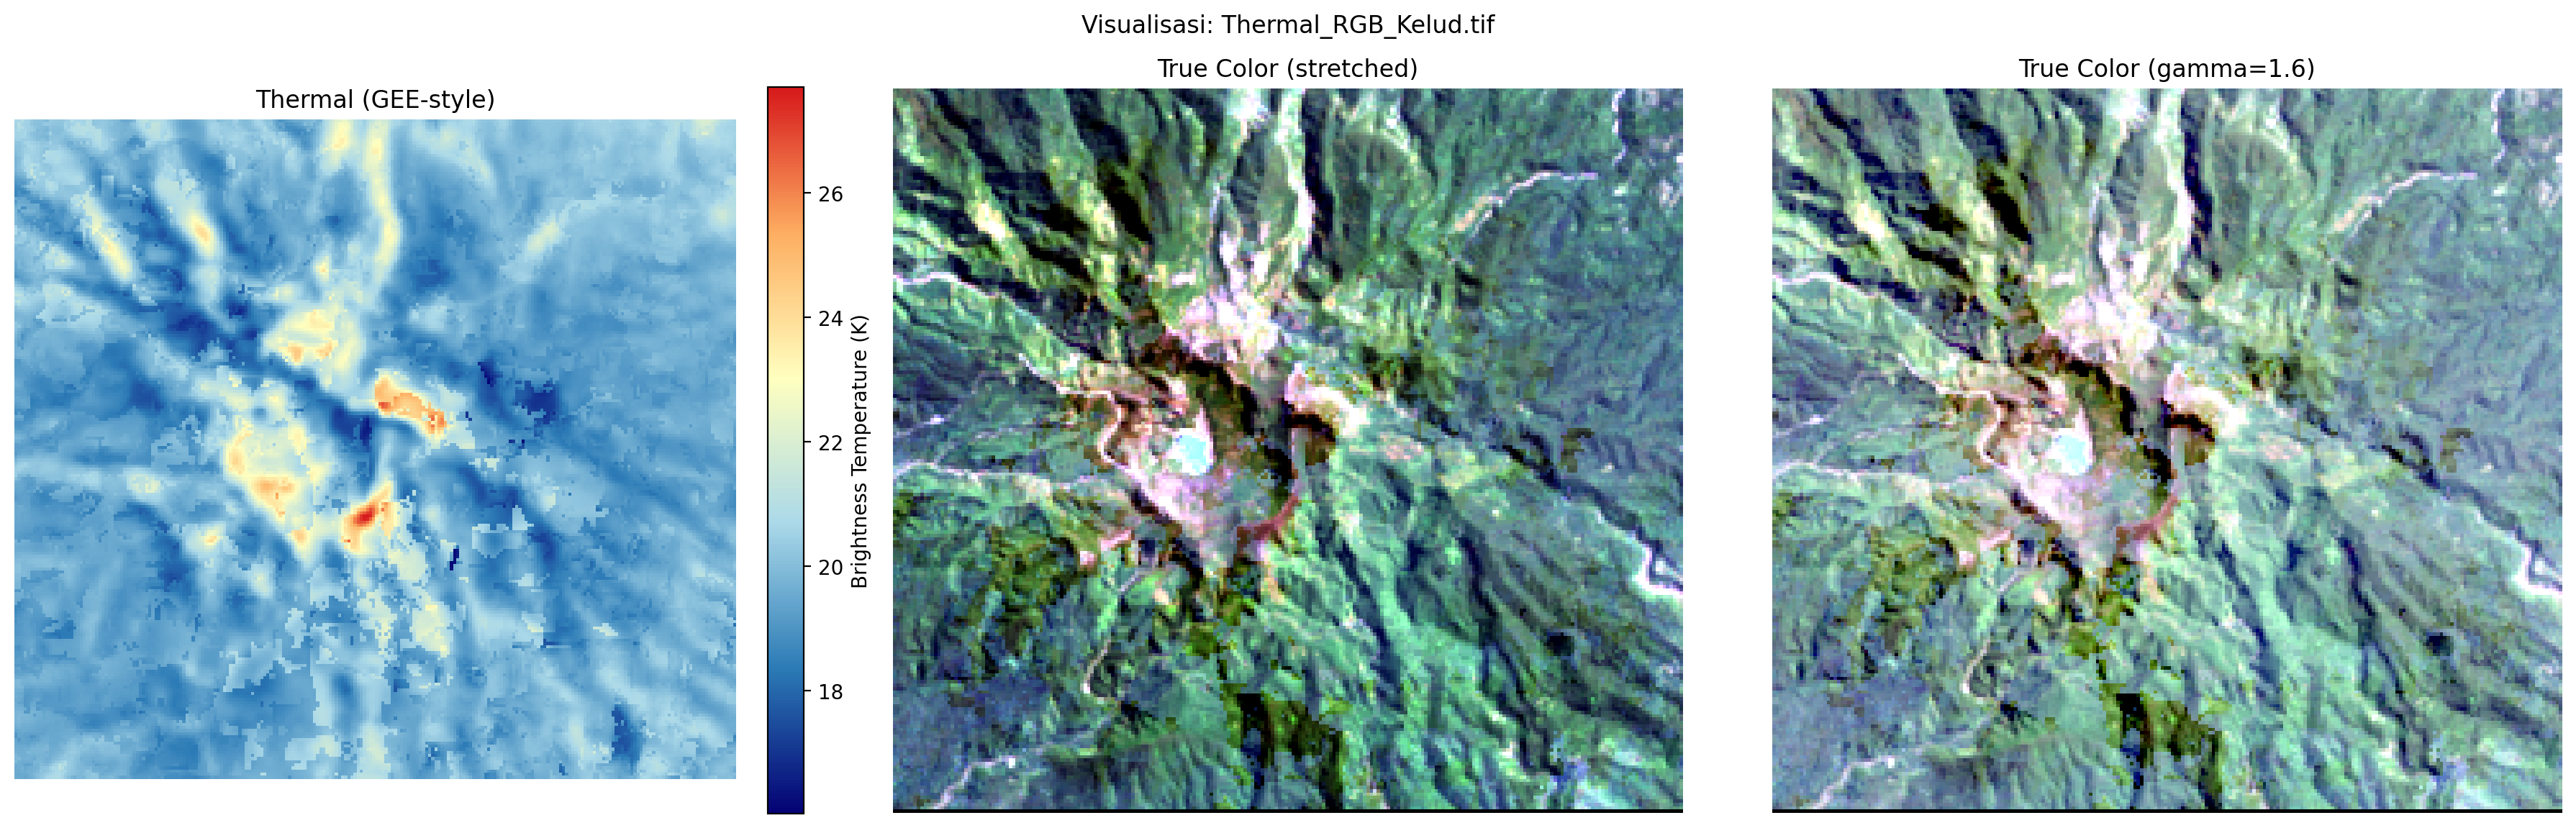 Visualisasi: Thermal_RGB_Kelud.tif
Thermal (GEE-style)
26
24
22
20
18
Brightness Temperature (K)
True Color (stretched)
True Color (gamma=1.6)